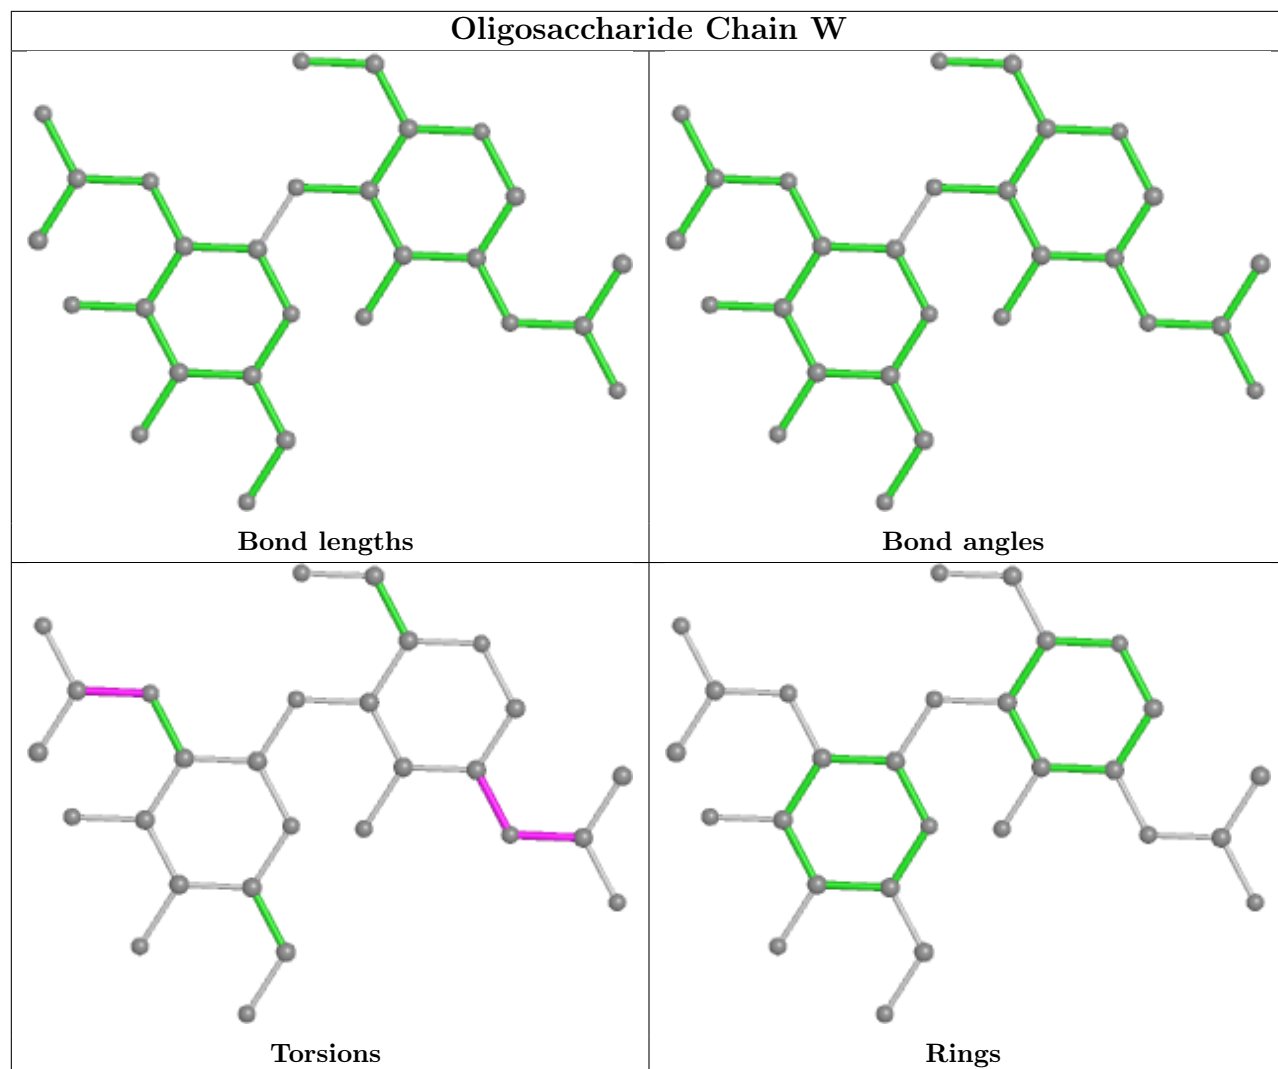 Oligosaccharide Chain W
Bond lengths
Bond angles
Torsions
Rings